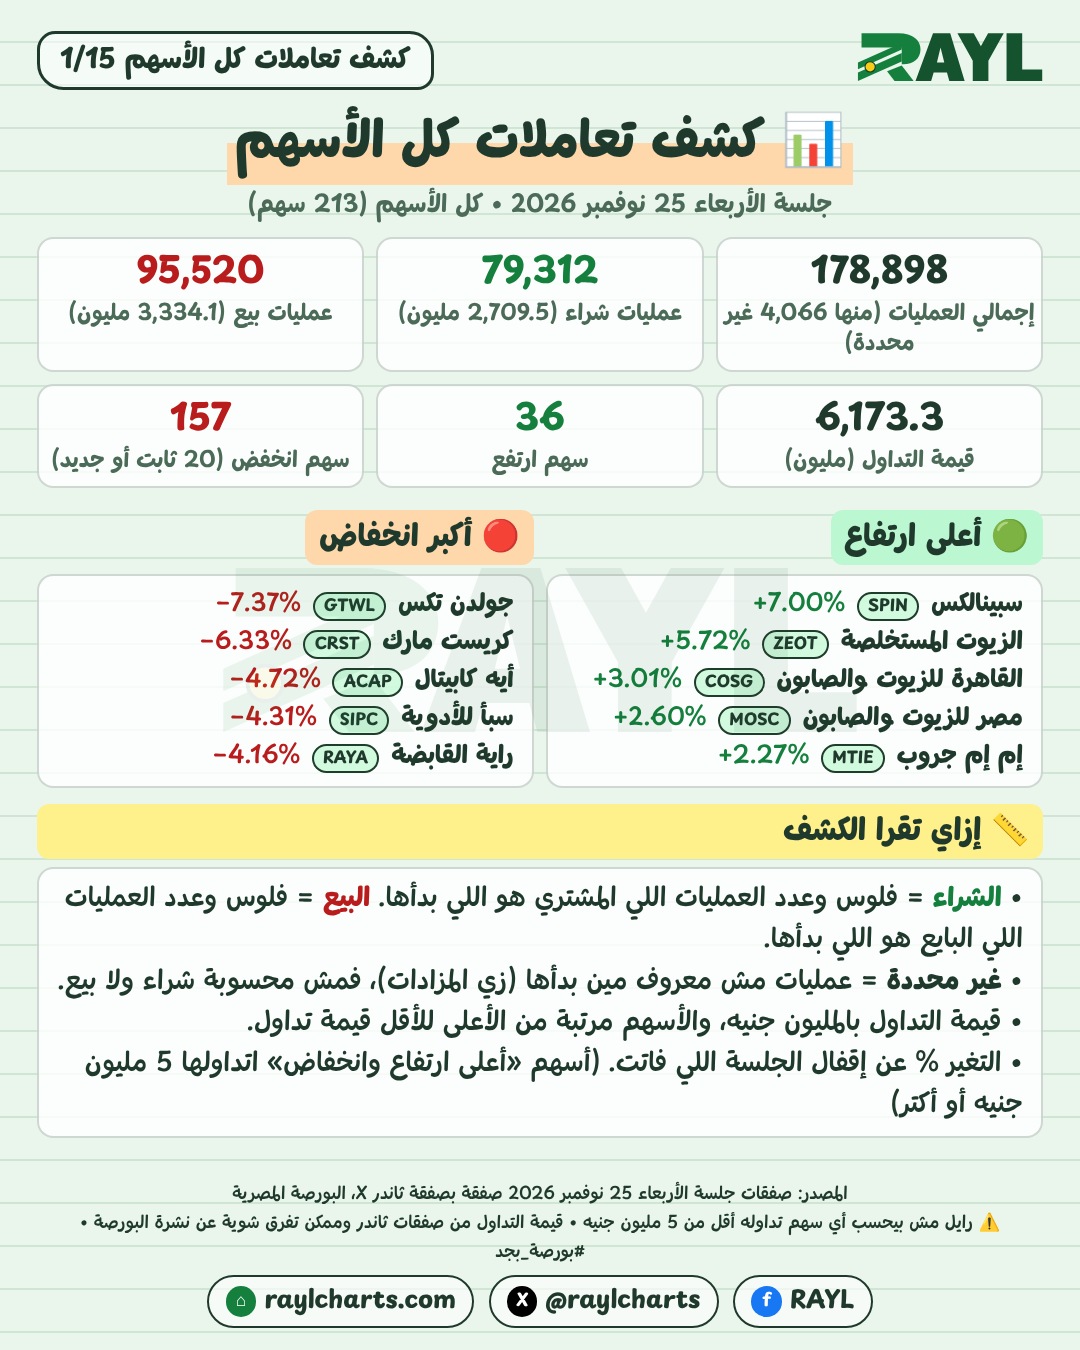 RAYL
كشف تعاملات كل الأسهم 1/15
📊 كشف تعاملات كل الأسهم
جلسة الأربعاء 25 نوفمبر 2026 • كل الأسهم (213 سهم)
178,898
إجمالي العمليات (منها 4,066 غير
محددة)
79,312
عمليات شراء (2,709.5 مليون)
95,520
عمليات بيع (3,334.1 مليون)
6,173.3
قيمة التداول (مليون)
36
سهم ارتفع
157
سهم انخفض (20 ثابت أو جديد)
🟢 أعلى ارتفاع
سبينالكس SPIN +7.00%
الزيوت المستخلصة ZEOT +5.72%
القاهرة للزيوت والصابون COSG +3.01%
مصر للزيوت والصابون MOSC +2.60%
إم إم جروب MTIE +2.27%
🔴 أكبر انخفاض
جولدن تكس GTWL −7.37%
كريست مارك CRST −6.33%
أيه كابيتال ACAP −4.72%
سبأ للأدوية SIPC −4.31%
راية القابضة RAYA −4.16%
📏 إزاي تقرا الكشف
• الشراء = فلوس وعدد العمليات اللي المشتري هو اللي بدأها. البيع = فلوس وعدد العمليات
اللي البايع هو اللي بدأها.
• غير محددة = عمليات مش معروف مين بدأها (زي المزادات)، فمش محسوبة شراء ولا بيع.
• قيمة التداول بالمليون جنيه، والأسهم مرتبة من الأعلى للأقل قيمة تداول.
• التغير % عن إقفال الجلسة اللي فاتت. (أسهم «أعلى ارتفاع وانخفاض» اتداولها 5 مليون
جنيه أو أكتر)
المصدر: صفقات جلسة الأربعاء 25 نوفمبر 2026 صفقة بصفقة ثاندر X، البورصة المصرية
⚠️ رايل مش بيحسب أي سهم تداوله أقل من 5 مليون جنيه • قيمة التداول من صفقات ثاندر وممكن تفرق شوية عن نشرة البورصة •
#بورصة_بجد
RAYL
@raylcharts
raylcharts.com